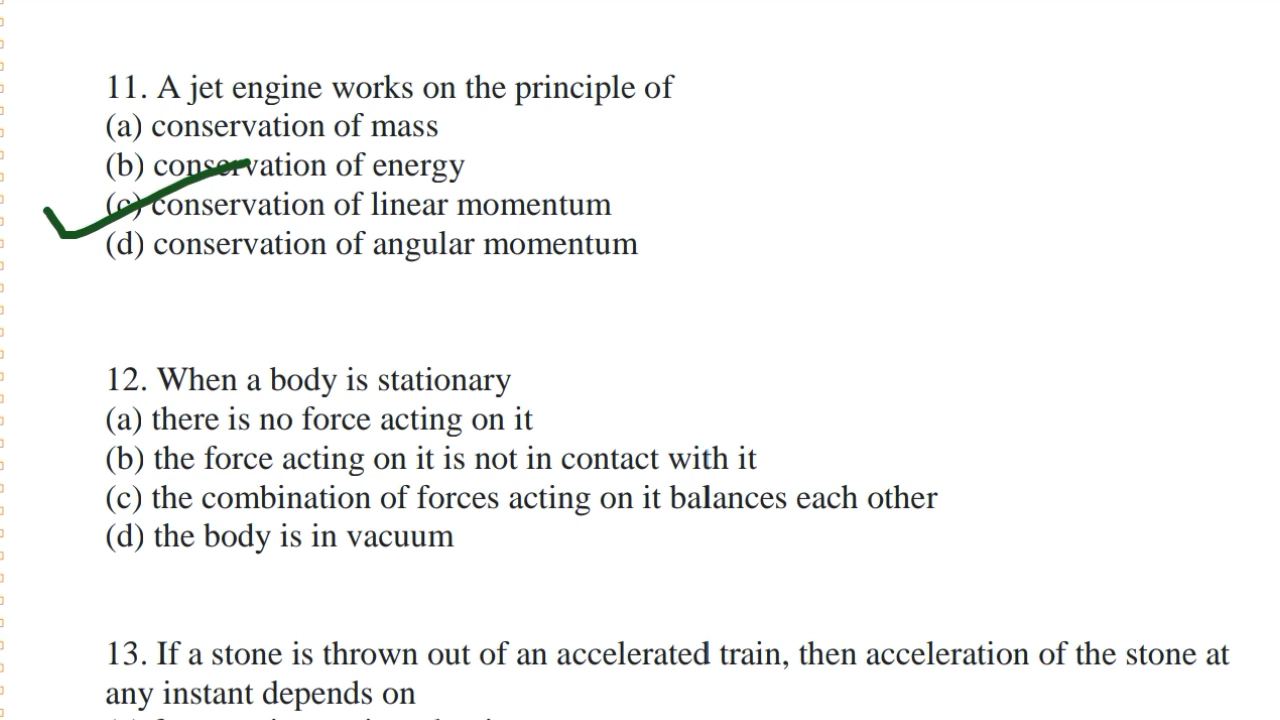 11. A jet engine works on the principle of
(a) conservation of mass
(b) conservation of energy
(c) conservation of linear momentum
(d) conservation of angular momentum
12. When a body is stationary
(a) there is no force acting on it
(b) the force acting on it is not in contact with it
(c) the combination of forces acting on it balances each other
(d) the body is in vacuum
13. If a stone is thrown out of an accelerated train, then acceleration of the stone at
any instant depends on